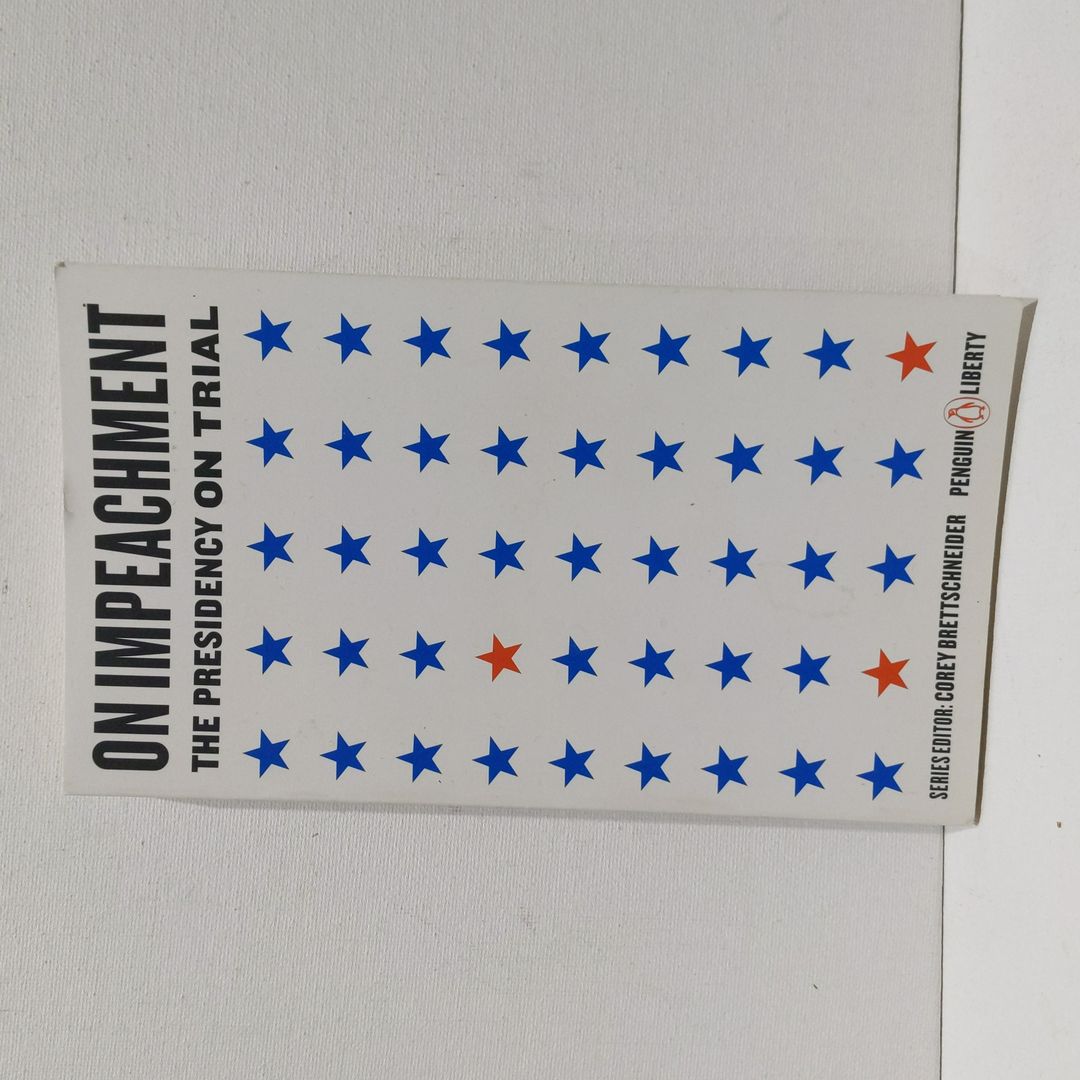 ON IMPEACHMENT
THE PRESIDENCY ON TRIAL
SERIES EDITOR: COREY BRETTSCHNEIDER PENGUIN LIBERTY